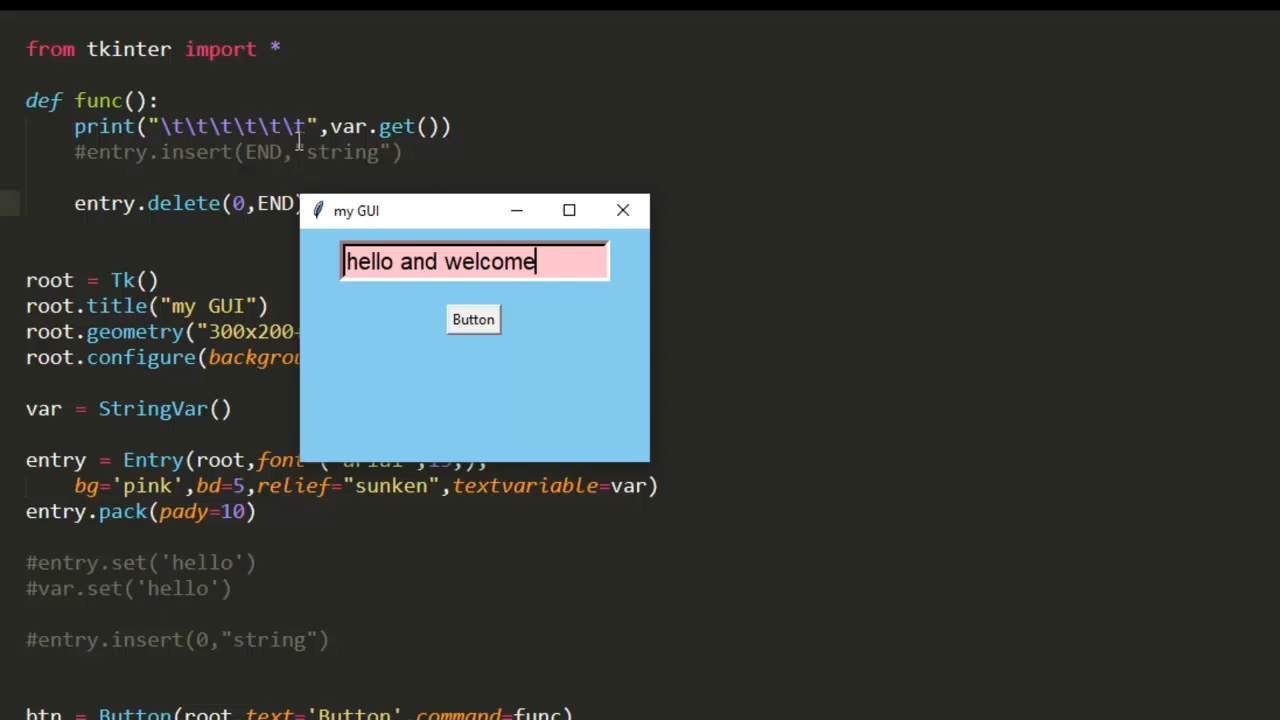 from tkinter import *
def func():
print("\t\t\t\t\t\t",var.get())
#entry.insert(END,"string")
entry.delete(0,END)
my GUI
hello and welcome
Button
root = Tk()
root.title("my GUI")
root.geometry("300x200+
root.configure(backgrou
var = StringVar()
entry = Entry(root,font
bg='pink',bd=5,relief="sunken",textvariable=var)
entry.pack(pady=10)
#entry.set('hello')
#var.set('hello')
#entry.insert(0,"string")
btn = Button(root,text='Button',command=func)